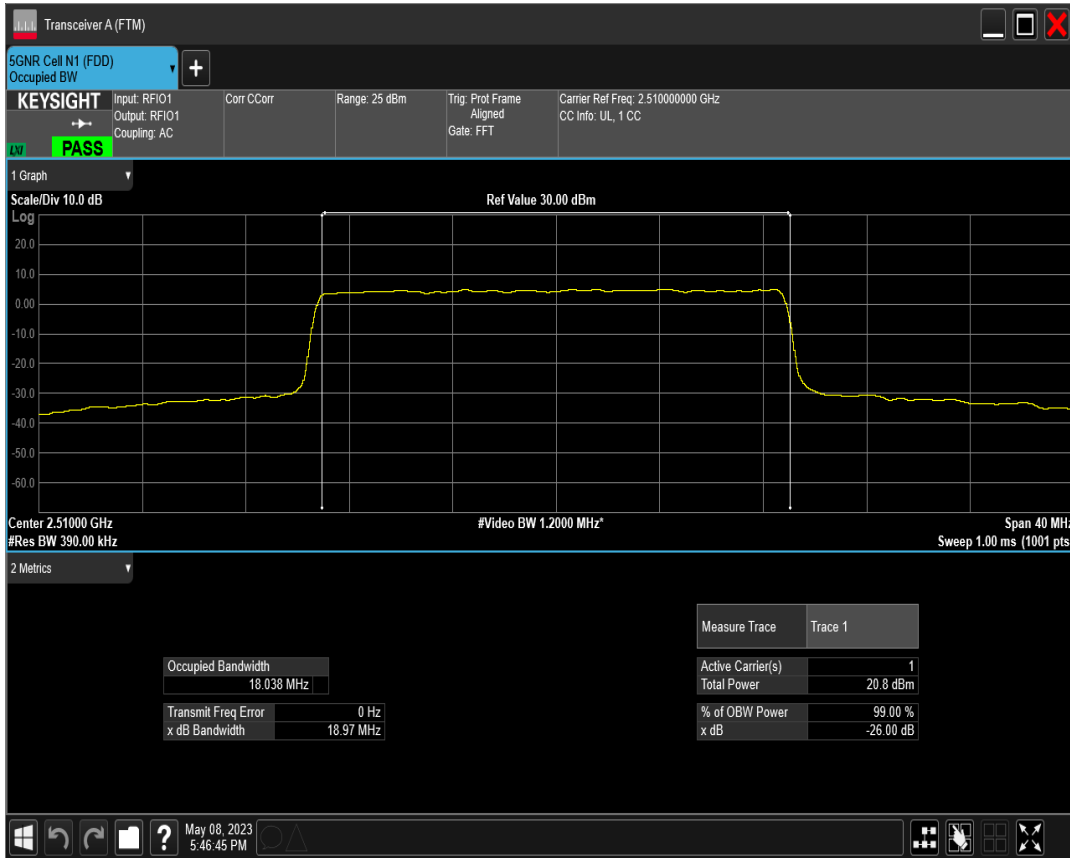 Transceiver A (FTM)
5GNR Cell N1 (FDD)
Occupied BW
+
KEYSIGHT
LXI
PASS
Input: RFIO1
Output: RFIO1
Coupling: AC
Corr CCorr
Range: 25 dBm
Trig: Prot Frame
Aligned
Gate: FFT
Carrier Ref Freq: 2.510000000 GHz
CC Info: UL, 1 CC
1 Graph
Scale/Div 10.0 dB
Ref Value 30.00 dBm
Log
20.0
10.0
0.00
-10.0
-20.0
-30.0
-40.0
-50.0
-60.0
Center 2.51000 GHz
#Video BW 1.2000 MHz*
Span 40 MHz
#Res BW 390.00 kHz
Sweep 1.00 ms (1001 pts
2 Metrics
Measure Trace Trace 1
Occupied Bandwidth
18.038 MHz
Active Carrier(s) 1
Total Power 20.8 dBm
Transmit Freq Error 0 Hz
x dB Bandwidth 18.97 MHz
% of OBW Power 99.00 %
x dB -26.00 dB
?
May 08, 2023
5:46:45 PM